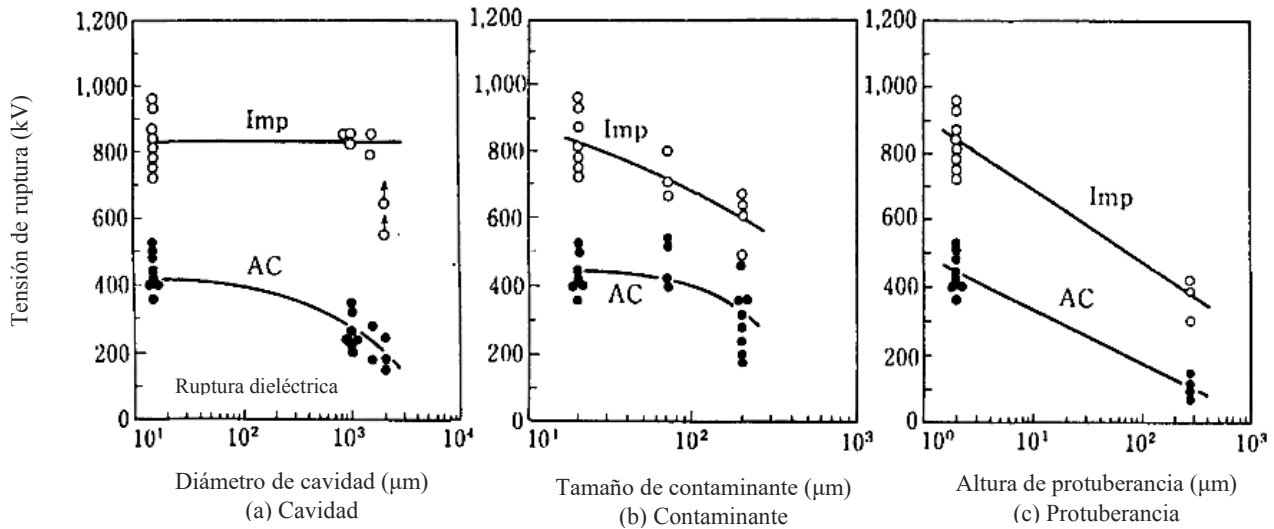 Tensión de ruptura (kV)
1,200
1,000
800
600
400
200
0
Imp
AC
Ruptura dieléctrica
10¹ 10² 10³ 10⁴
Diámetro de cavidad (μm)
(a) Cavidad
1,200
1,000
800
600
400
200
0
Imp
AC
10¹ 10² 10³
Tamaño de contaminante (μm)
(b) Contaminante
1,200
1,000
800
600
400
200
0
Imp
AC
10⁰ 10¹ 10² 10³
Altura de protuberancia (μm)
(c) Protuberancia